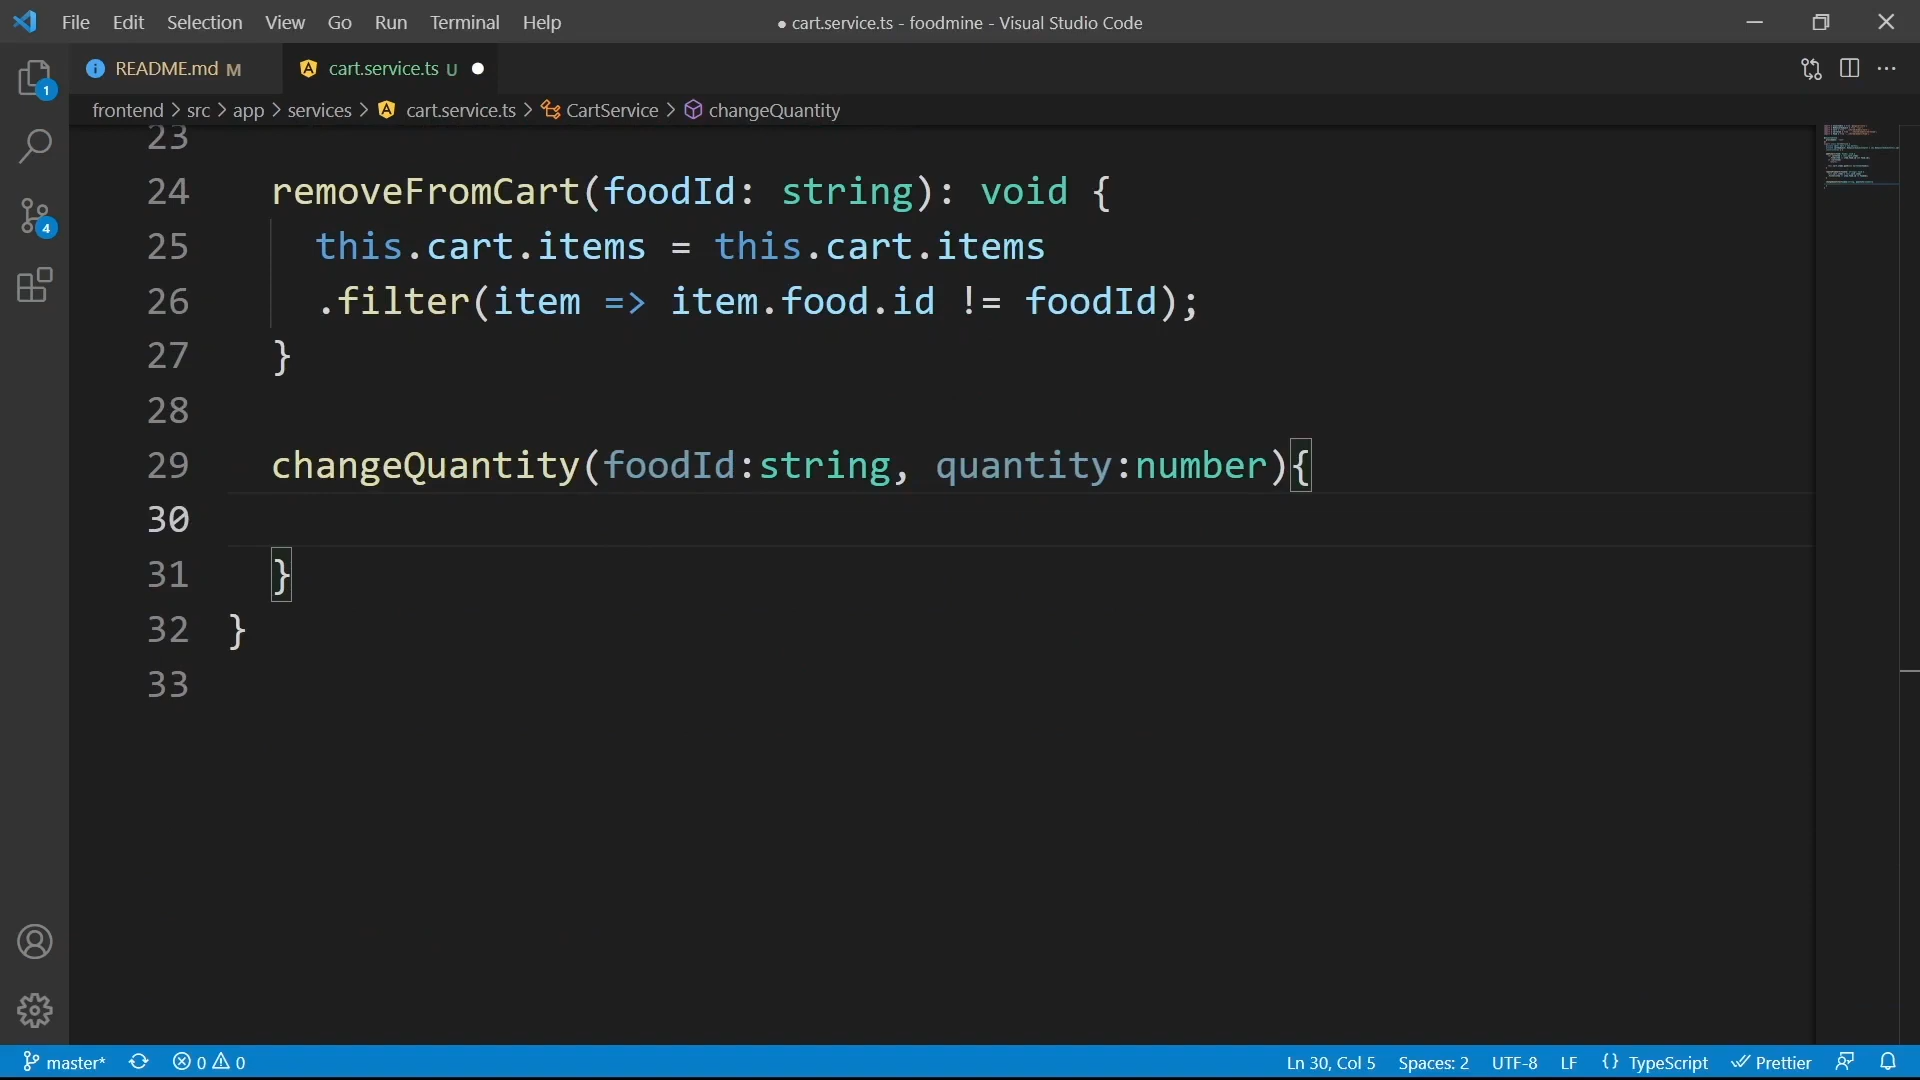 File Edit Selection View Go Run Terminal Help
● cart.service.ts - foodmine - Visual Studio Code
README.md M
cart.service.ts U
frontend > src > app > services > cart.service.ts > CartService > changeQuantity
23
24 removeFromCart(foodId: string): void {
25 this.cart.items = this.cart.items
26 .filter(item => item.food.id != foodId);
27 }
28
29 changeQuantity(foodId:string, quantity:number){
30
31 }
32 }
33
1
4
master* 0 0 Ln 30, Col 5 Spaces: 2 UTF-8 LF {} TypeScript Prettier